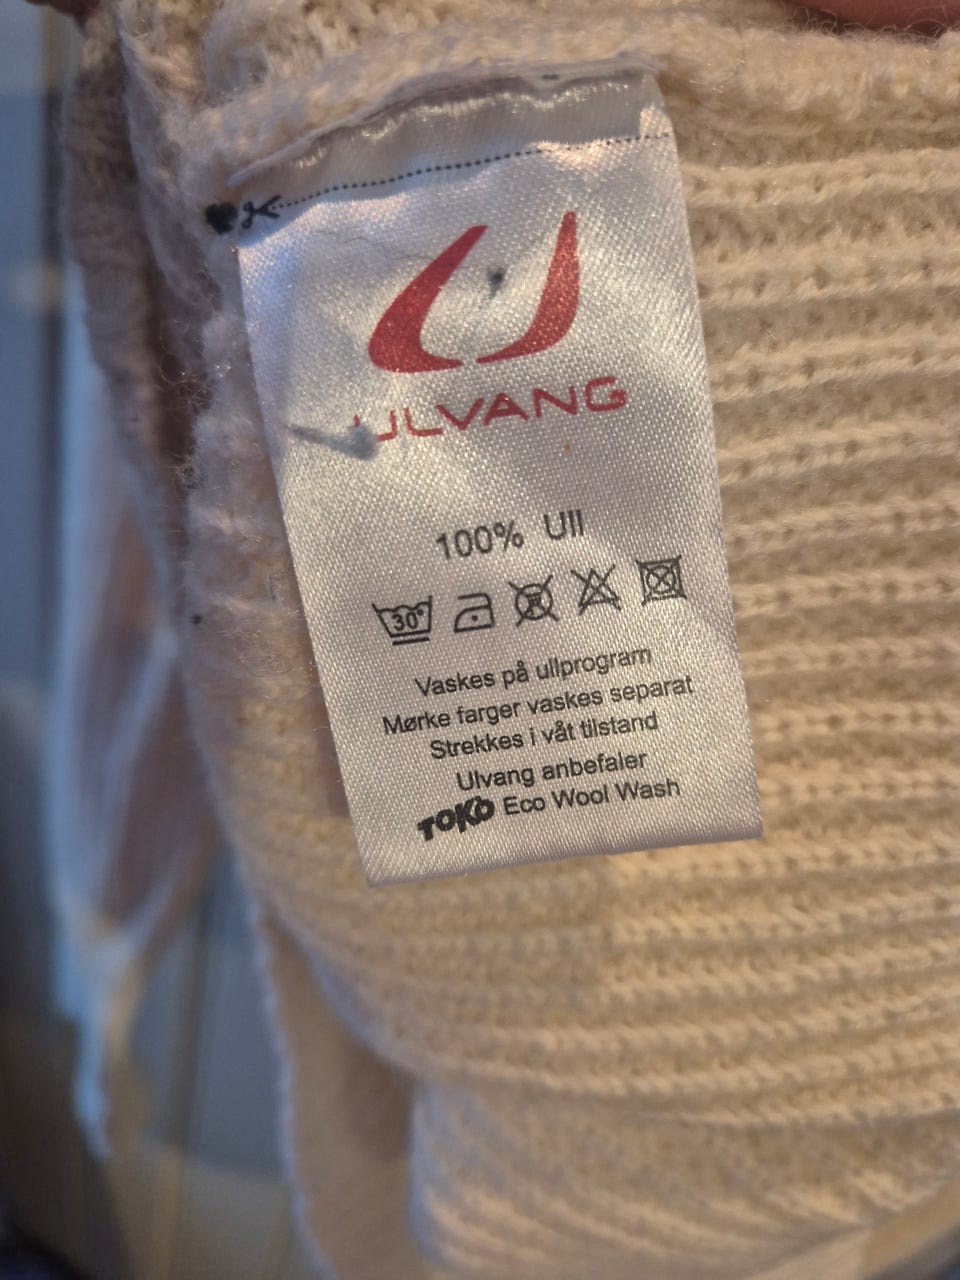 ULVANG
100% Ull
30°
Vaskes på ullprogram
Mørke farger vaskes separat
Strekkes i våt tilstand
Ulvang anbefaler
TOKO Eco Wool Wash